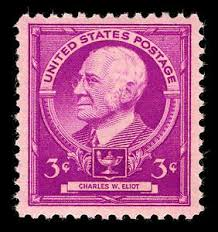 UNITED STATES POSTAGE
3¢ 3¢
CHARLES W. ELIOT